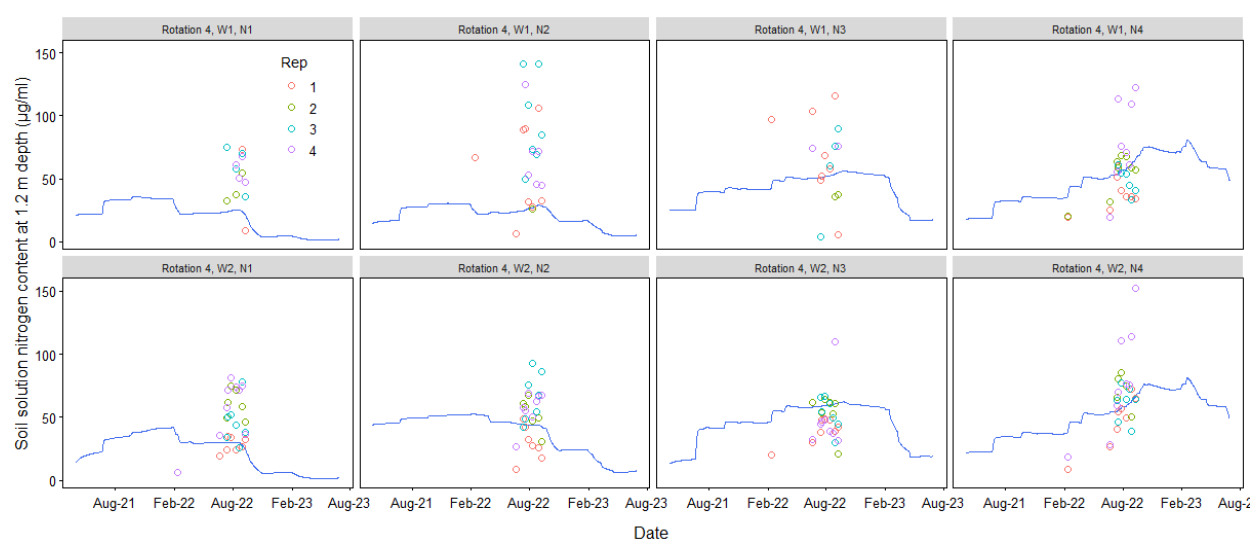 Rotation 4, W1, N1
Rotation 4, W1, N2
Rotation 4, W1, N3
Rotation 4, W1, N4
Soil solution nitrogen content at 1.2 m depth (µg/ml)
150
100
50
0
Rep
1
2
3
4
Rotation 4, W2, N1
Rotation 4, W2, N2
Rotation 4, W2, N3
Rotation 4, W2, N4
150
100
50
0
Aug-21 Feb-22 Aug-22 Feb-23 Aug-23
Aug-21 Feb-22 Aug-22 Feb-23 Aug-23
Aug-21 Feb-22 Aug-22 Feb-23 Aug-23
Aug-21 Feb-22 Aug-22 Feb-23 Aug-2
Date